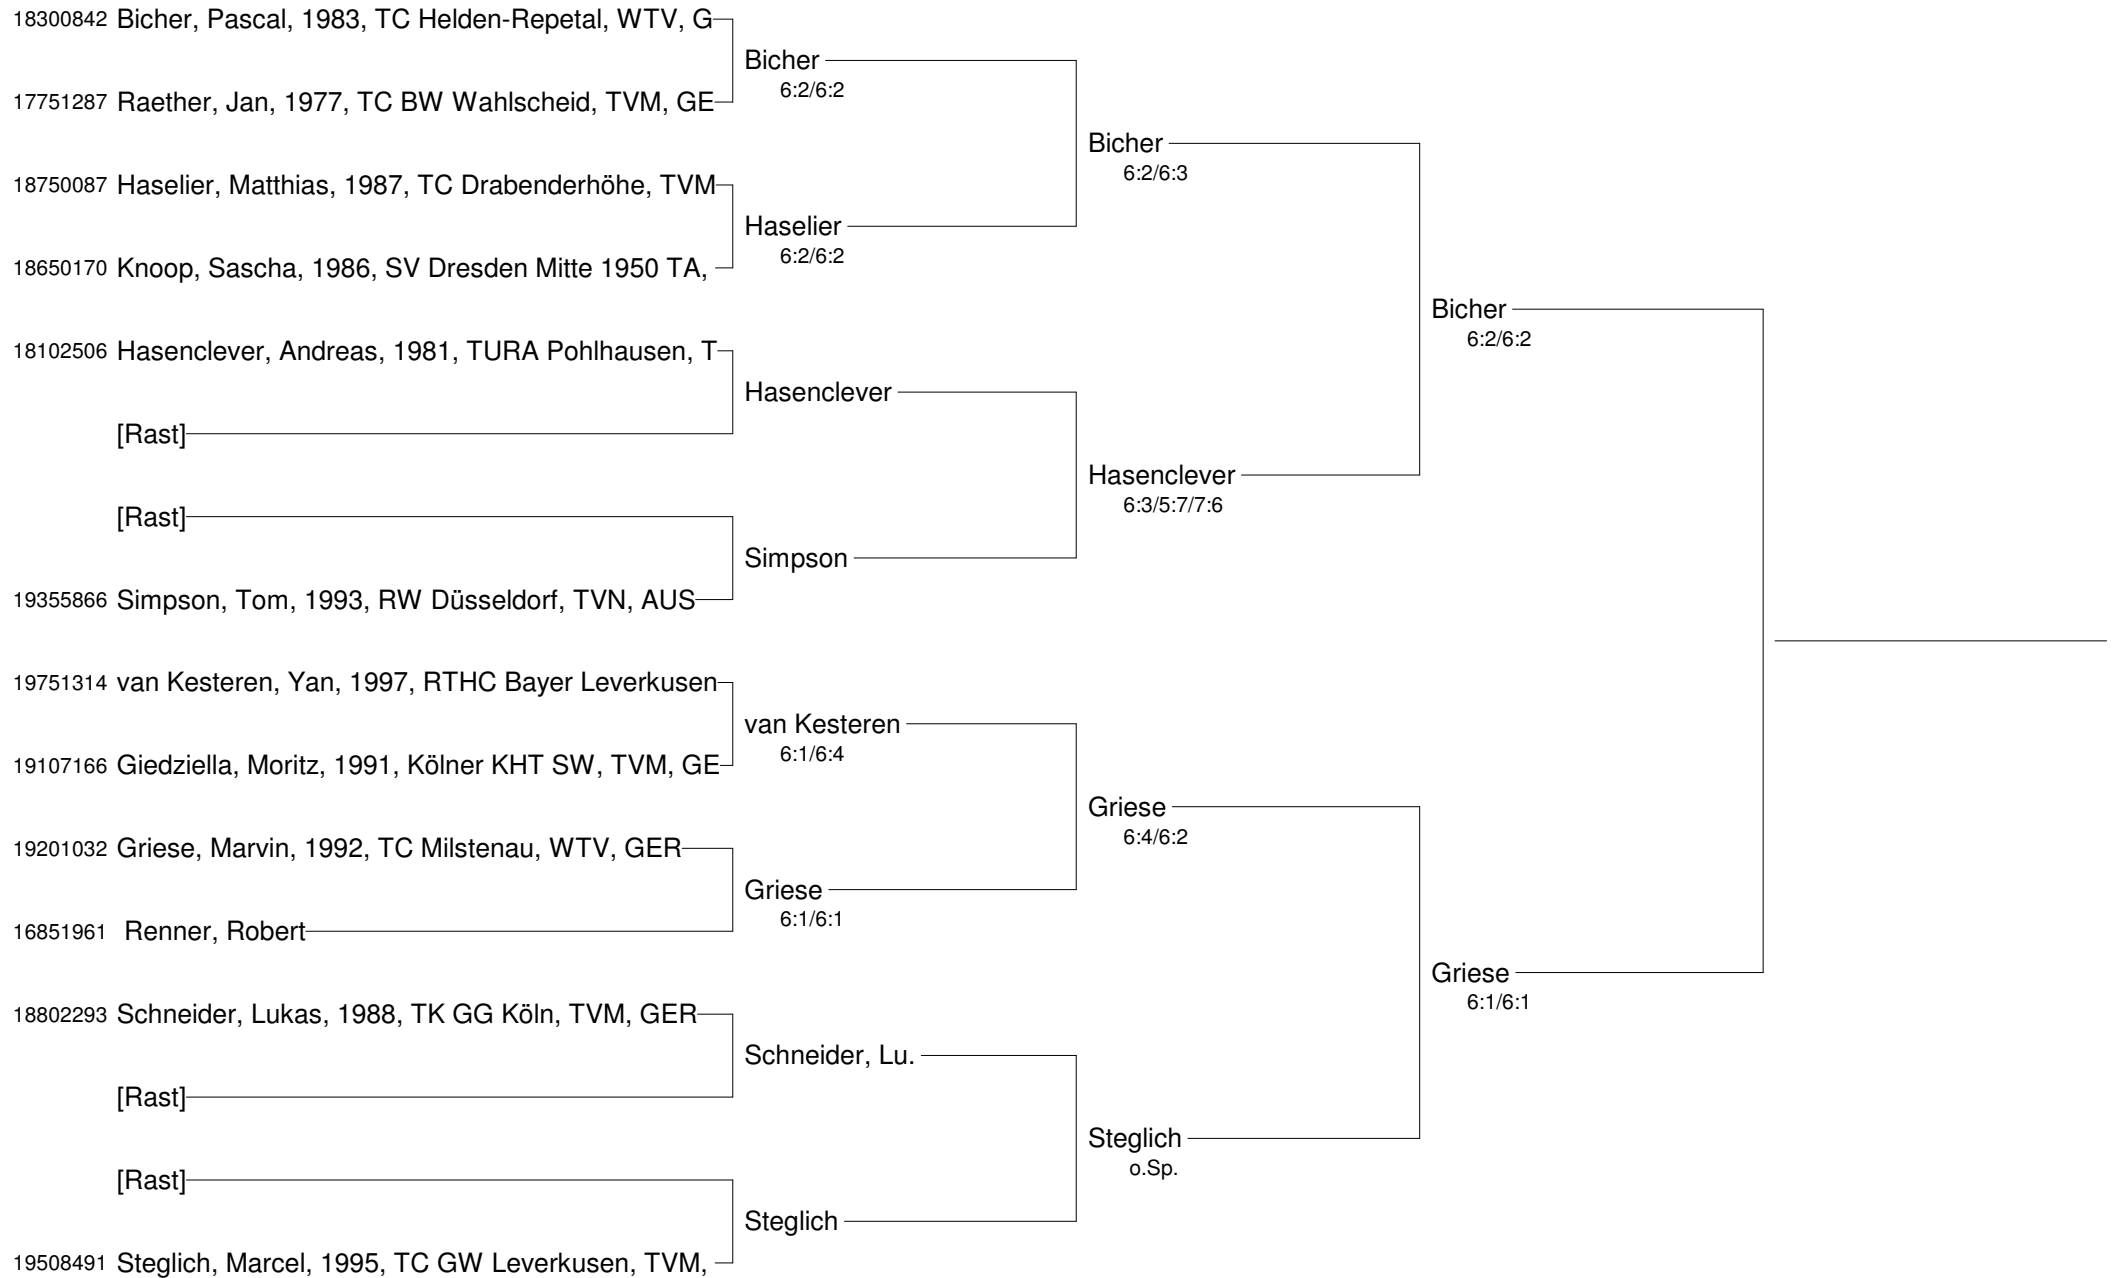 18300842 Bicher, Pascal, 1983, TC Helden-Repetal, WTV, G
Bicher
6:2/6:2
17751287 Raether, Jan, 1977, TC BW Wahlscheid, TVM, GE
Bicher
6:2/6:3
18750087 Haselier, Matthias, 1987, TC Drabenderhöhe, TVM
Haselier
6:2/6:2
18650170 Knoop, Sascha, 1986, SV Dresden Mitte 1950 TA,
Bicher
6:2/6:2
18102506 Hasenclever, Andreas, 1981, TURA Pohlhausen, T
Hasenclever
[Rast]
Hasenclever
6:3/5:7/7:6
[Rast]
Simpson
19355866 Simpson, Tom, 1993, RW Düsseldorf, TVN, AUS
19751314 van Kesteren, Yan, 1997, RTHC Bayer Leverkusen
van Kesteren
6:1/6:4
19107166 Giedziella, Moritz, 1991, Kölner KHT SW, TVM, GE
Griese
6:4/6:2
19201032 Griese, Marvin, 1992, TC Milstenau, WTV, GER
Griese
6:1/6:1
16851961 Renner, Robert
Griese
6:1/6:1
18802293 Schneider, Lukas, 1988, TK GG Köln, TVM, GER
Schneider, Lu.
[Rast]
Steglich
o.Sp.
[Rast]
Steglich
19508491 Steglich, Marcel, 1995, TC GW Leverkusen, TVM,